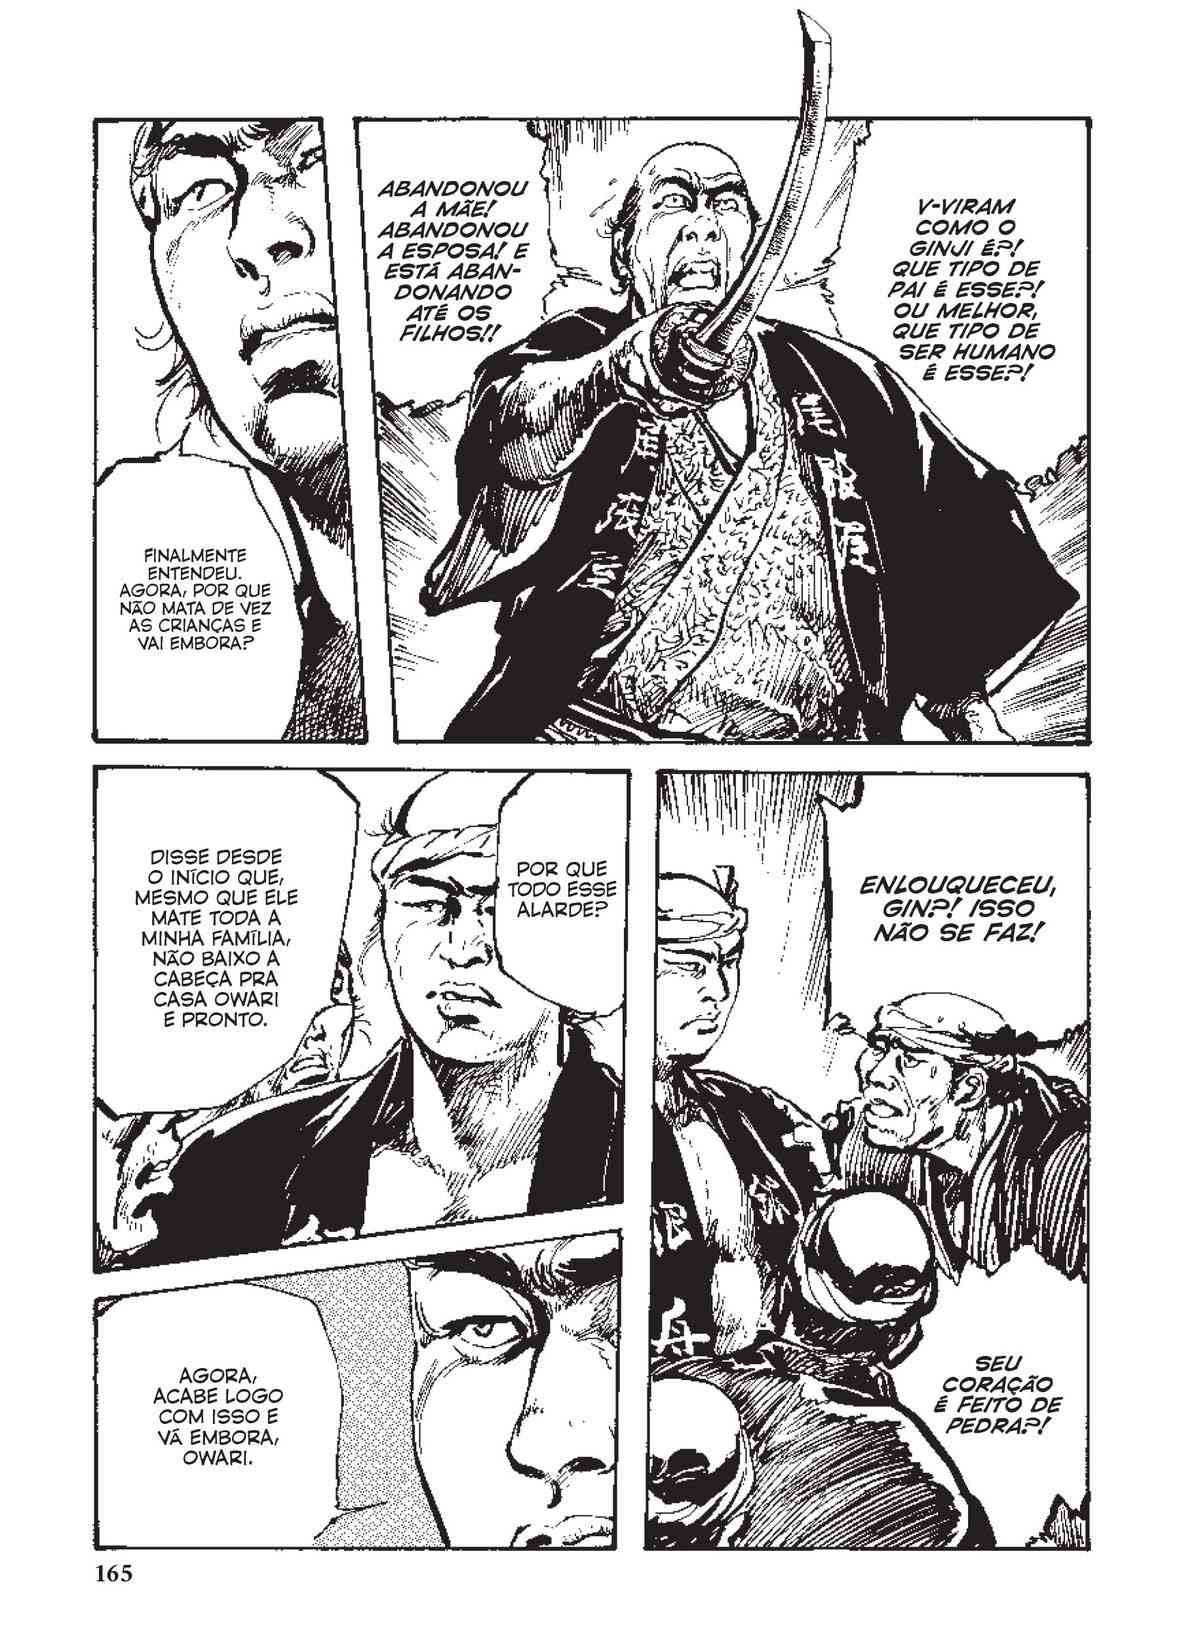 V-VIRAM
COMO O
GINJI É?!
QUE TIPO DE
PAI É ESSE?!
OU MELHOR,
QUE TIPO DE
SER HUMANO
É ESSE?!
ABANDONOU
A MÃE!
ABANDONOU
A ESPOSA! E
ESTÁ ABAN-
DONANDO
ATÉ OS
FILHOS!!
FINALMENTE
ENTENDEU.
AGORA, POR QUE
NÃO MATA DE VEZ
AS CRIANÇAS E
VAI EMBORA?
ENLOUQUECEU,
GIN?! ISSO
NÃO SE FAZ!
SEU
CORAÇÃO
É FEITO DE
PEDRA?!
POR QUE
TODO ESSE
ALARDE?
DISSE DESDE
O INÍCIO QUE,
MESMO QUE ELE
MATE TODA A
MINHA FAMÍLIA,
NÃO BAIXO A
CABEÇA PRA
CASA OWARI
E PRONTO.
AGORA,
ACABE LOGO
COM ISSO E
VÁ EMBORA,
OWARI.
165